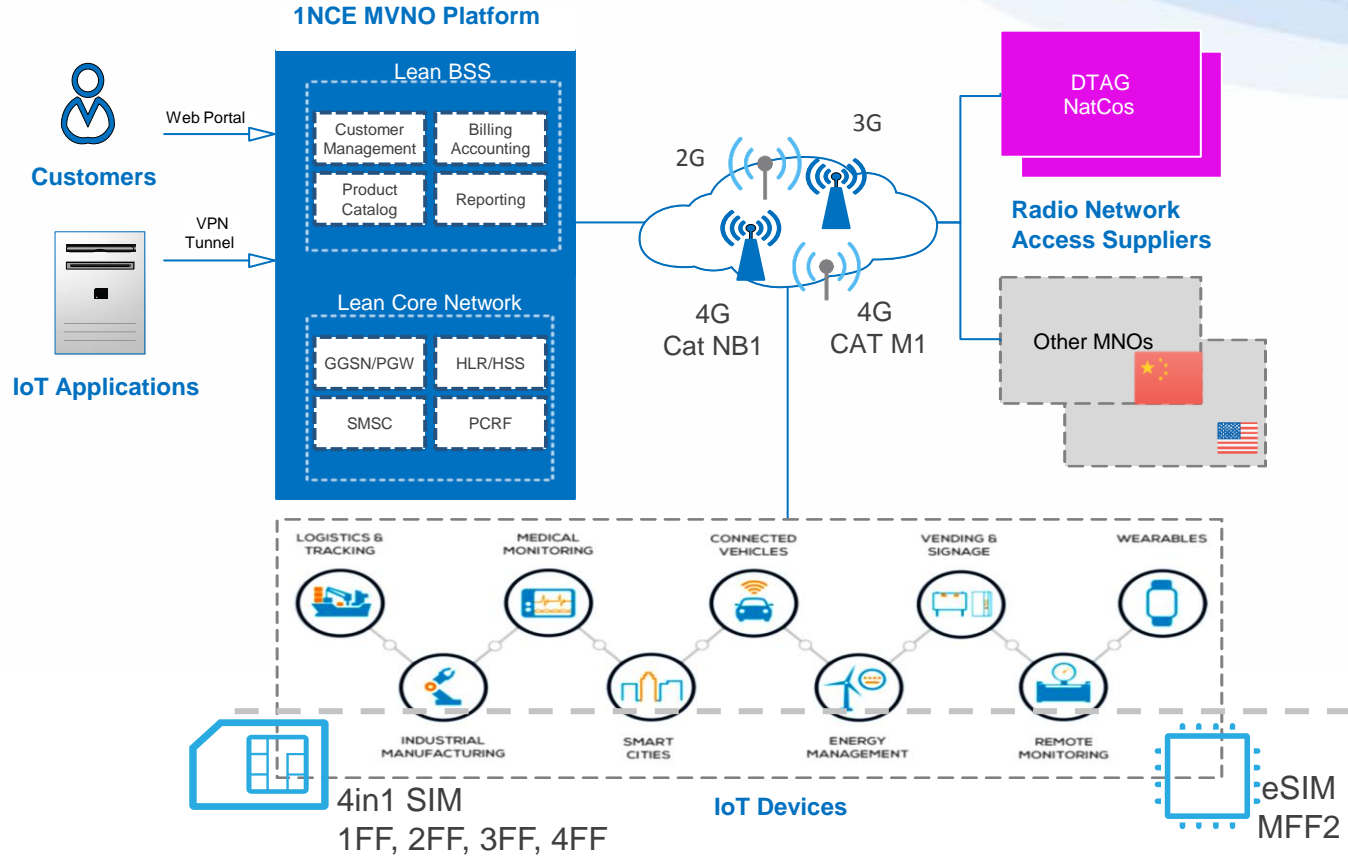 1NCE MVNO Platform
Lean BSS
Customer
Management
Billing
Accounting
Product
Catalog
Reporting
Web Portal
Customers
VPN
Tunnel
IoT Applications
Lean Core Network
GGSN/PGW
HLR/HSS
SMSC
PCRF
2G
3G
4G
Cat NB1
4G
CAT M1
DTAG
NatCos
Radio Network
Access Suppliers
Other MNOs
LOGISTICS &
TRACKING
MEDICAL
MONITORING
CONNECTED
VEHICLES
VENDING &
SIGNAGE
WEARABLES
INDUSTRIAL
MANUFACTURING
SMART
CITIES
ENERGY
MANAGEMENT
REMOTE
MONITORING
4in1 SIM
1FF, 2FF, 3FF, 4FF
IoT Devices
eSIM
MFF2